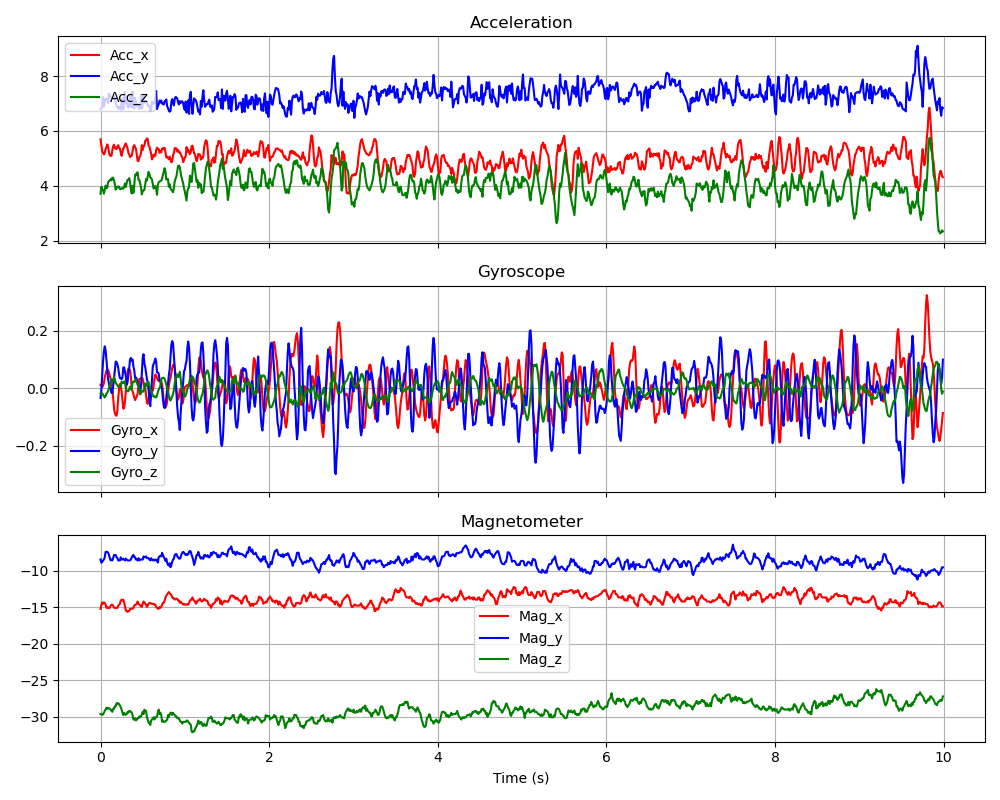 Acceleration
Acc_x
Acc_y
Acc_z
8
6
4
2
Gyroscope
0.2
0.0
−0.2
Gyro_x
Gyro_y
Gyro_z
Magnetometer
−10
−15
−20
−25
−30
Mag_x
Mag_y
Mag_z
0 2 4 6 8 10
Time (s)